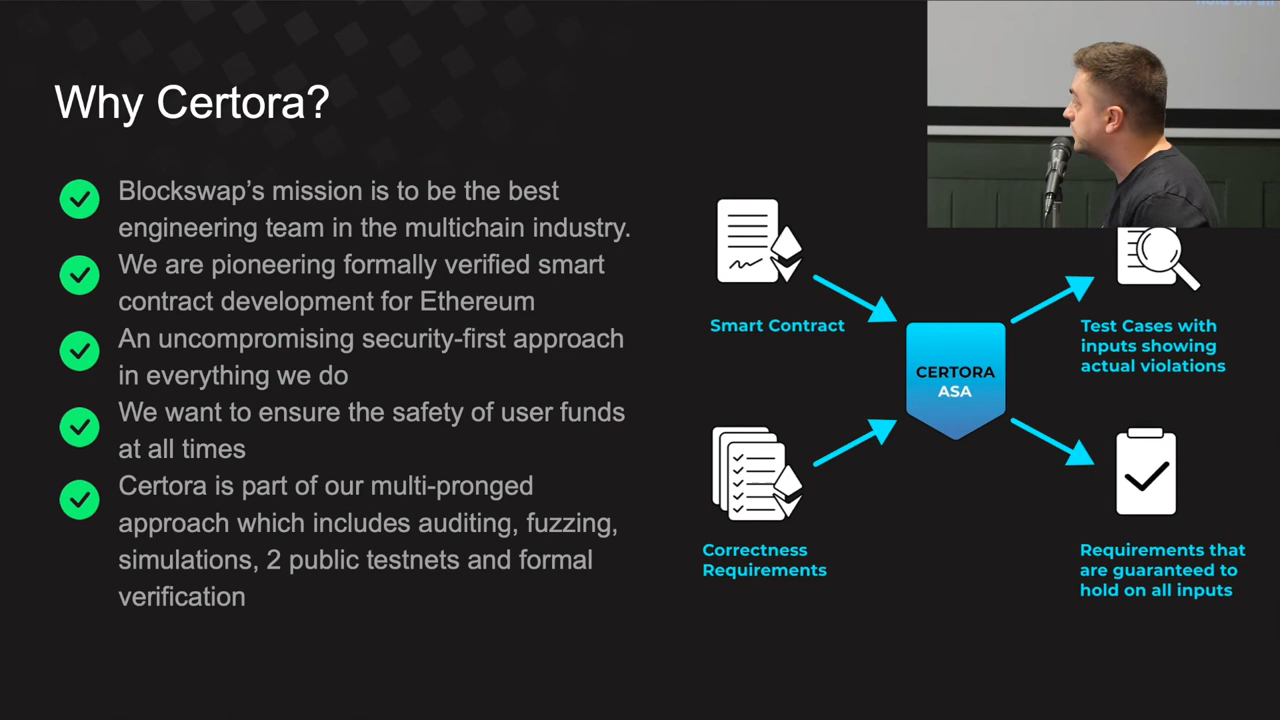 Why Certora?
Blockswap’s mission is to be the best
engineering team in the multichain industry.
We are pioneering formally verified smart
contract development for Ethereum
An uncompromising security-first approach
in everything we do
We want to ensure the safety of user funds
at all times
Certora is part of our multi-pronged
approach which includes auditing, fuzzing,
simulations, 2 public testnets and formal
verification
Smart Contract
Correctness
Requirements
CERTORA
ASA
Test Cases with
inputs showing
actual violations
Requirements that
are guaranteed to
hold on all inputs